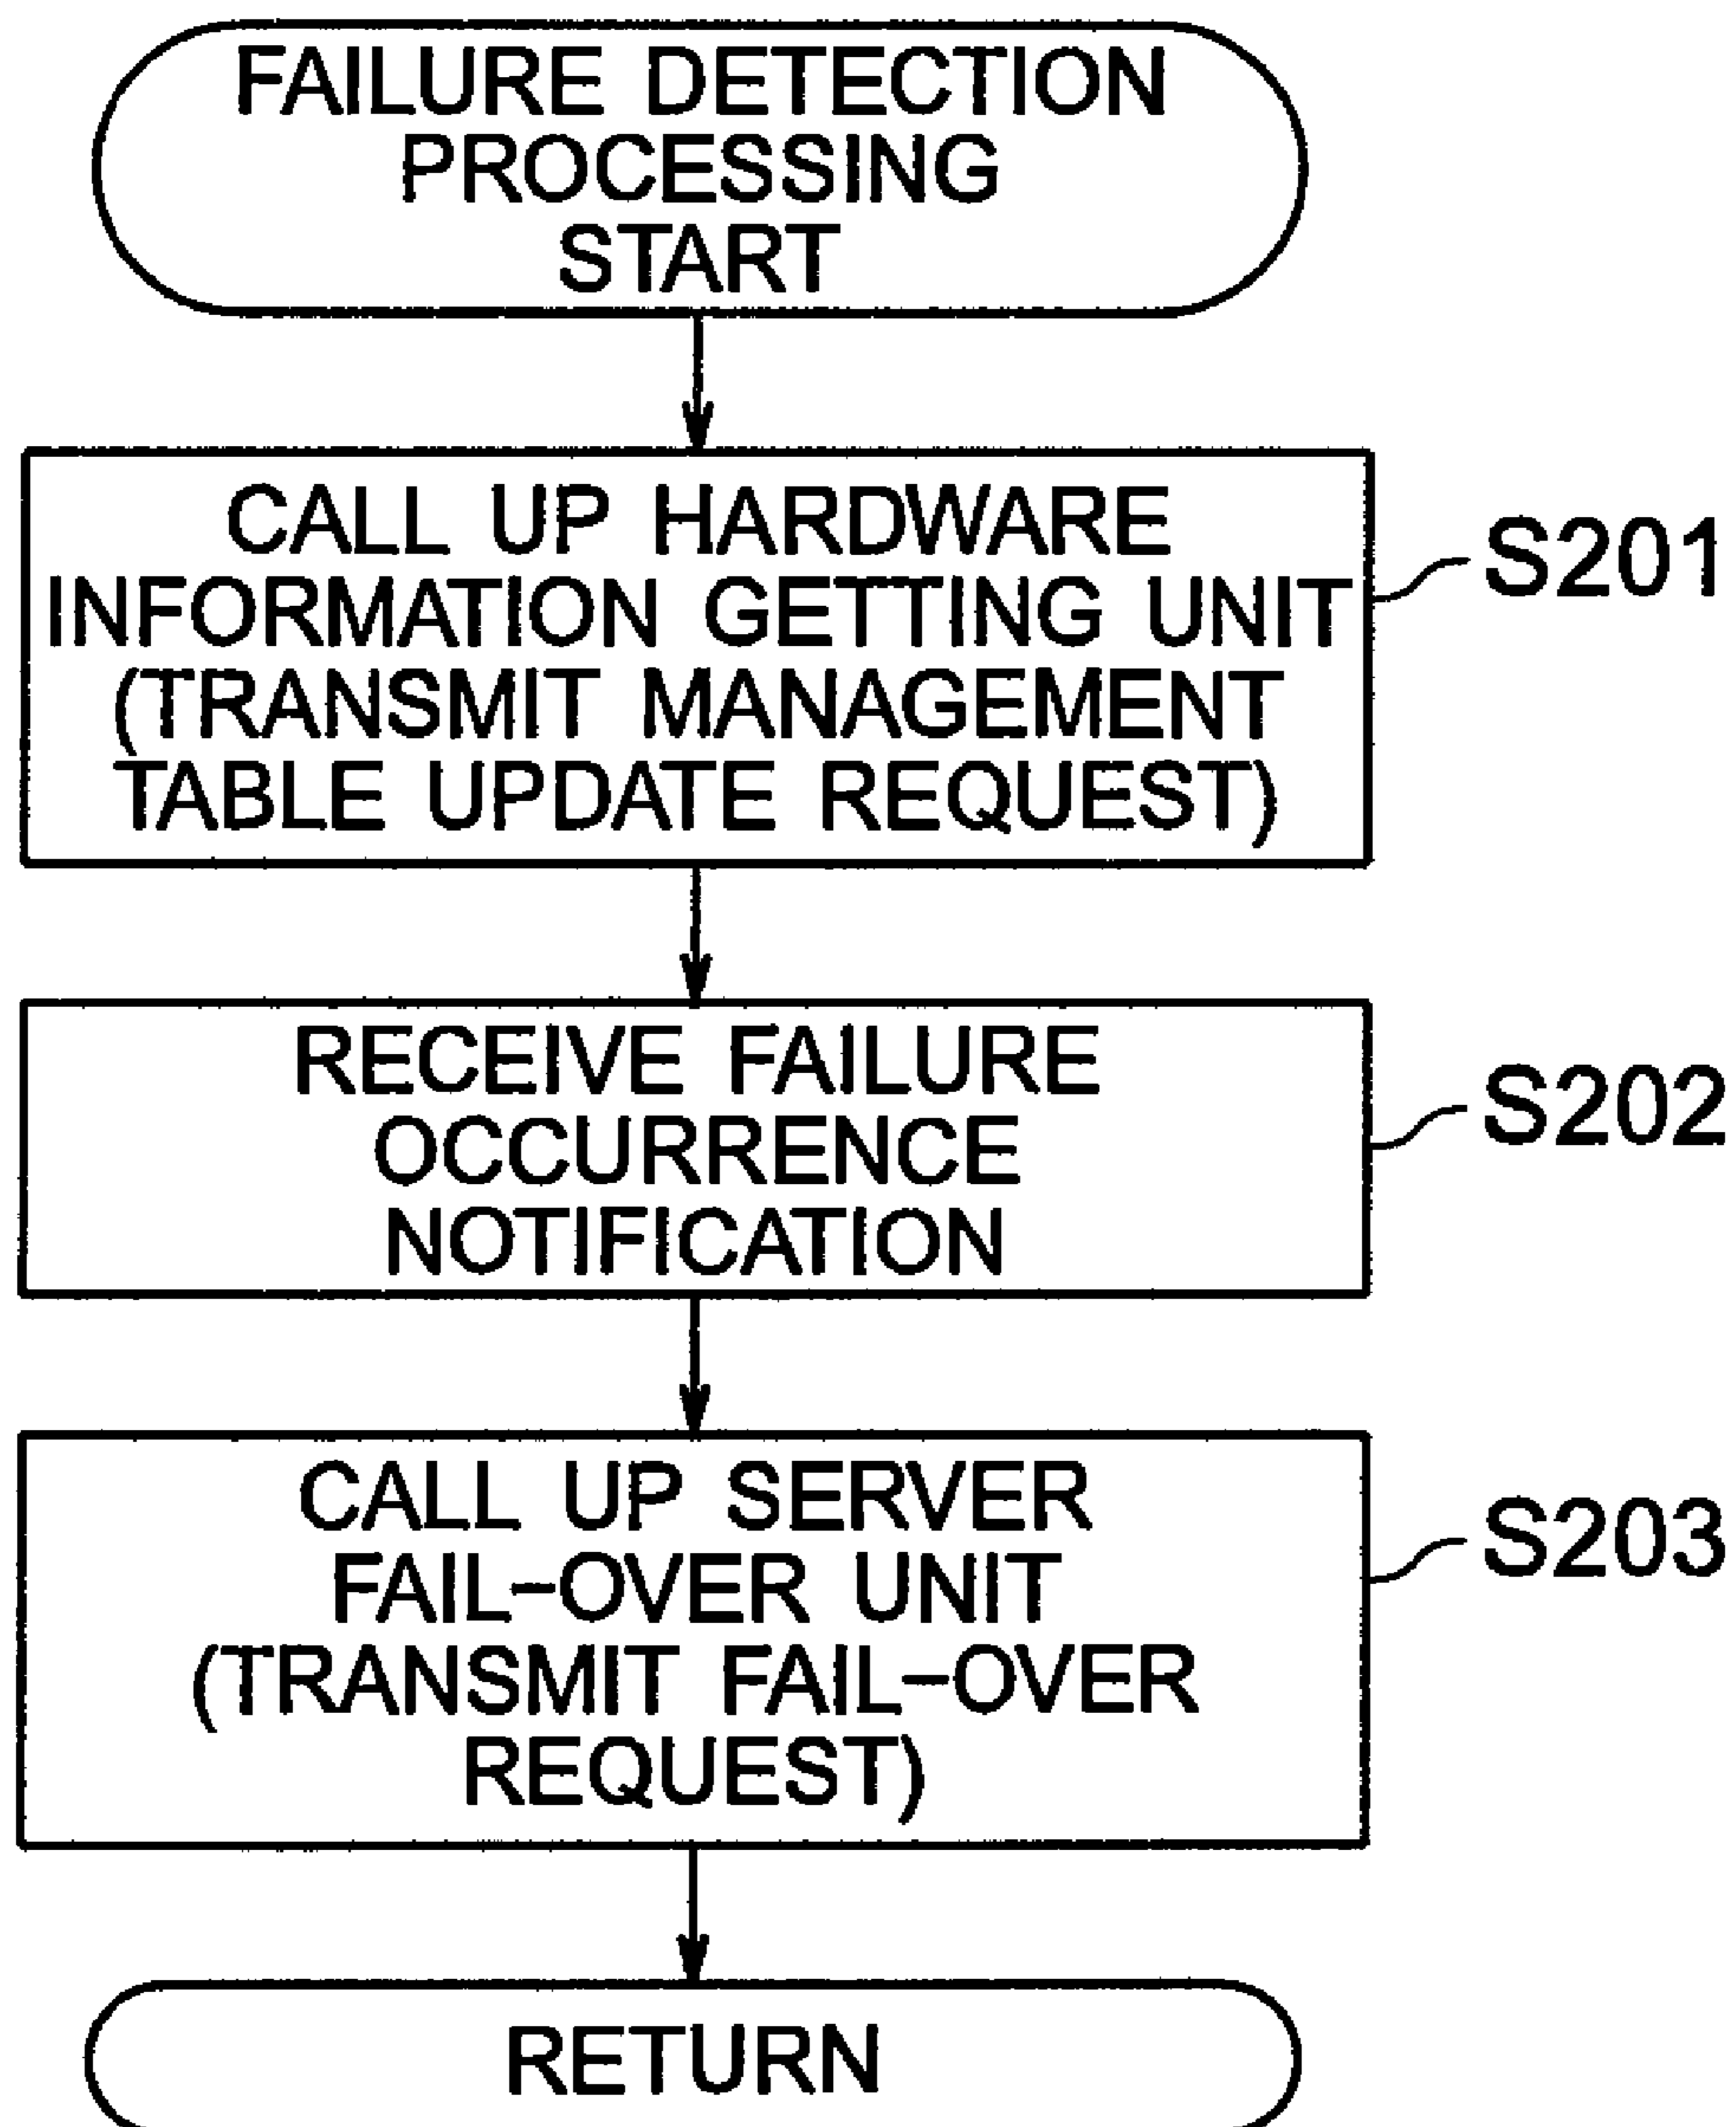 FAILURE DETECTION
PROCESSING
START
CALL UP HARDWARE
INFORMATION GETTING UNIT
(TRANSMIT MANAGEMENT
TABLE UPDATE REQUEST)
S201
RECEIVE FAILURE
OCCURRENCE
NOTIFICATION
S202
CALL UP SERVER
FAIL-OVER UNIT
(TRANSMIT FAIL-OVER
REQUEST)
S203
RETURN